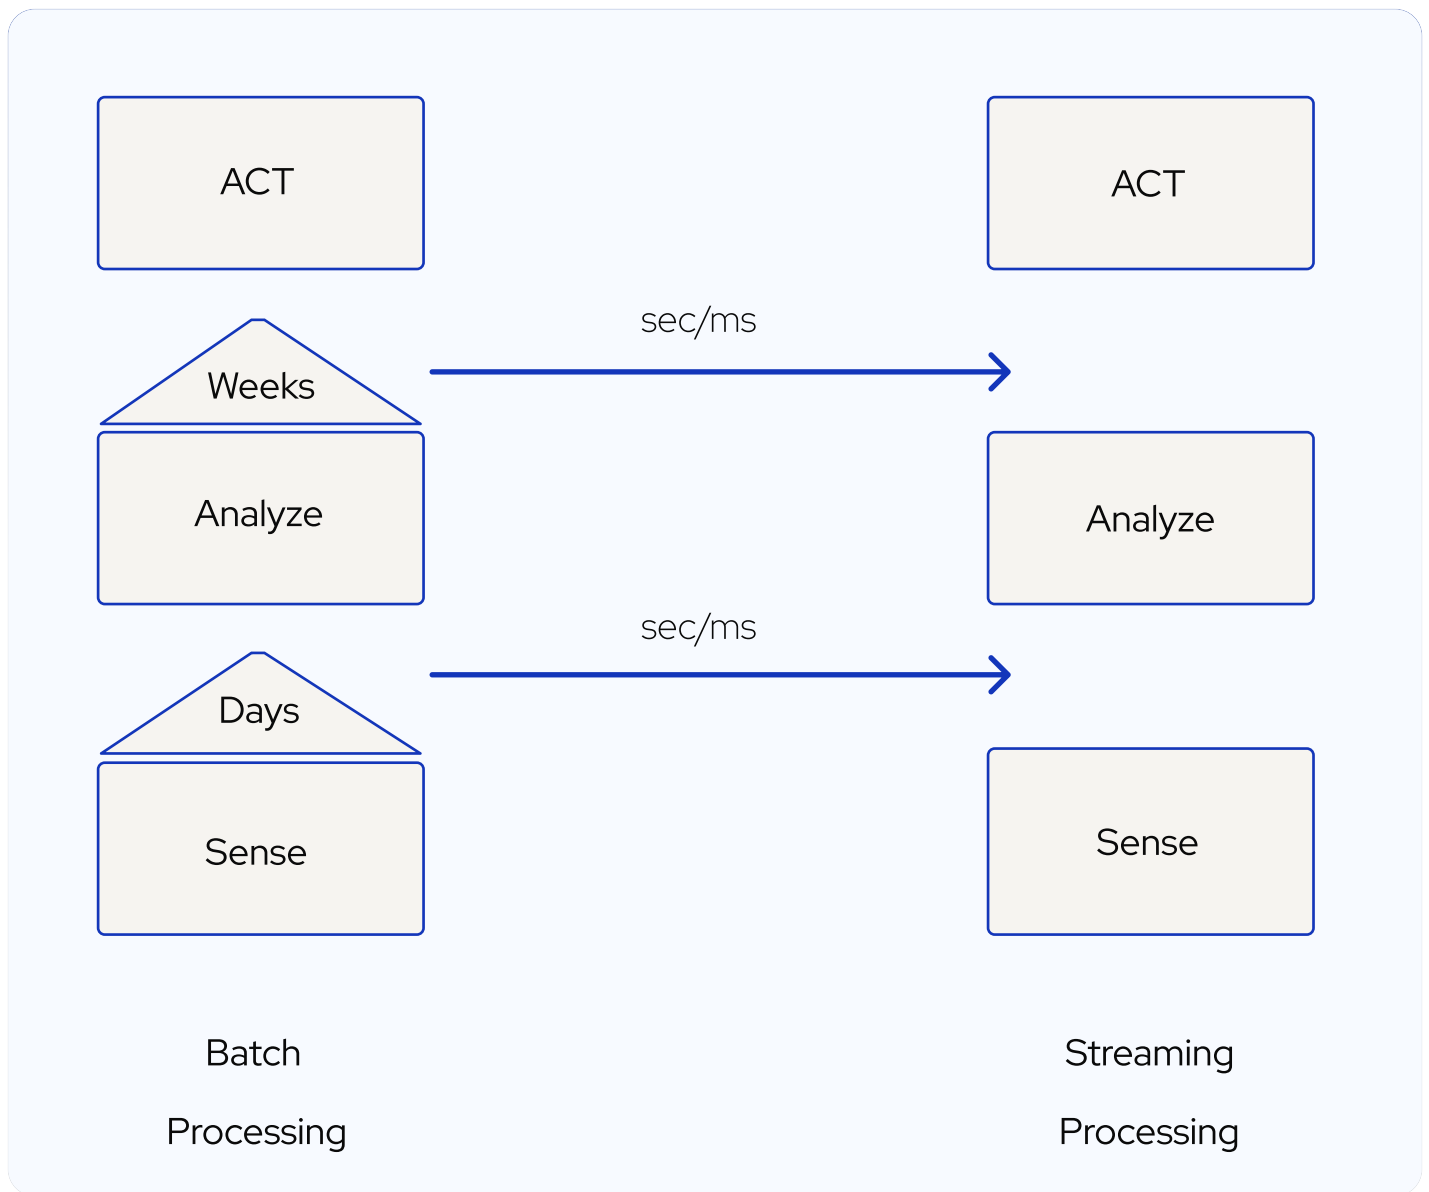 ACT
ACT
sec/ms
Weeks
Analyze
Analyze
sec/ms
Days
Sense
Sense
Batch
Processing
Streaming
Processing